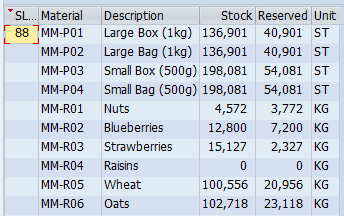 SL... Material Description Stock Reserved Unit
88 MM-P01 Large Box (1kg) 136,901 40,901 ST
MM-P02 Large Bag (1kg) 136,901 40,901 ST
MM-P03 Small Box (500g) 198,081 54,081 ST
MM-P04 Small Bag (500g) 198,081 54,081 ST
MM-R01 Nuts 4,572 3,772 KG
MM-R02 Blueberries 12,800 7,200 KG
MM-R03 Strawberries 15,127 2,327 KG
MM-R04 Raisins 0 0 KG
MM-R05 Wheat 100,556 20,956 KG
MM-R06 Oats 102,718 23,118 KG